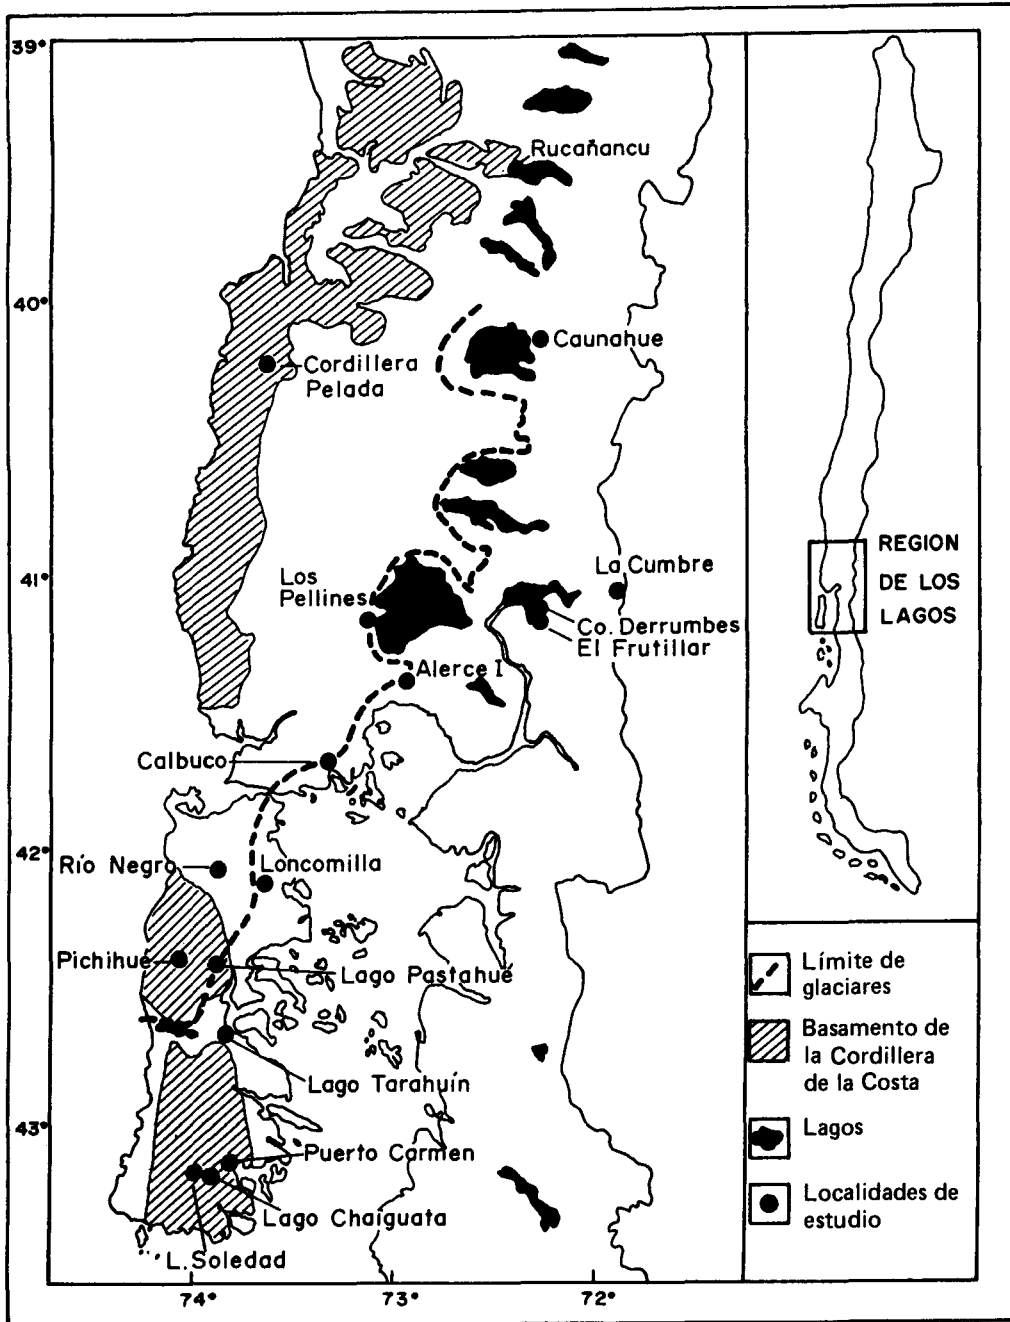 39°
Rucañancu
40°
Caunahue
Cordillera
Pelada
41°
La Cumbre
Los
Pellines
Co. Derrumbes
El Frutillar
Alerce I
Calbuco
42°
Río Negro
Loncomilla
Pichihue
Lago Pastahué
Lago Tarahuín
43°
Puerto Carmen
Lago Chaiguata
L. Soledad
74°
73°
72°
REGION
DE LOS
LAGOS
Límite de
glaciares
Basamento de
la Cordillera
de la Costa
Lagos
Localidades de
estudio